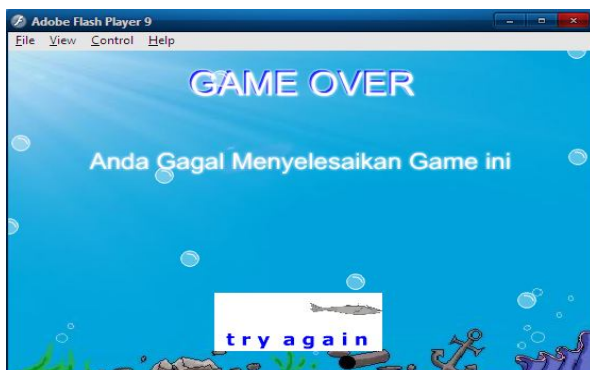 Adobe Flash Player 9
File View Control Help
GAME OVER
Anda Gagal Menyelesaikan Game ini
try again